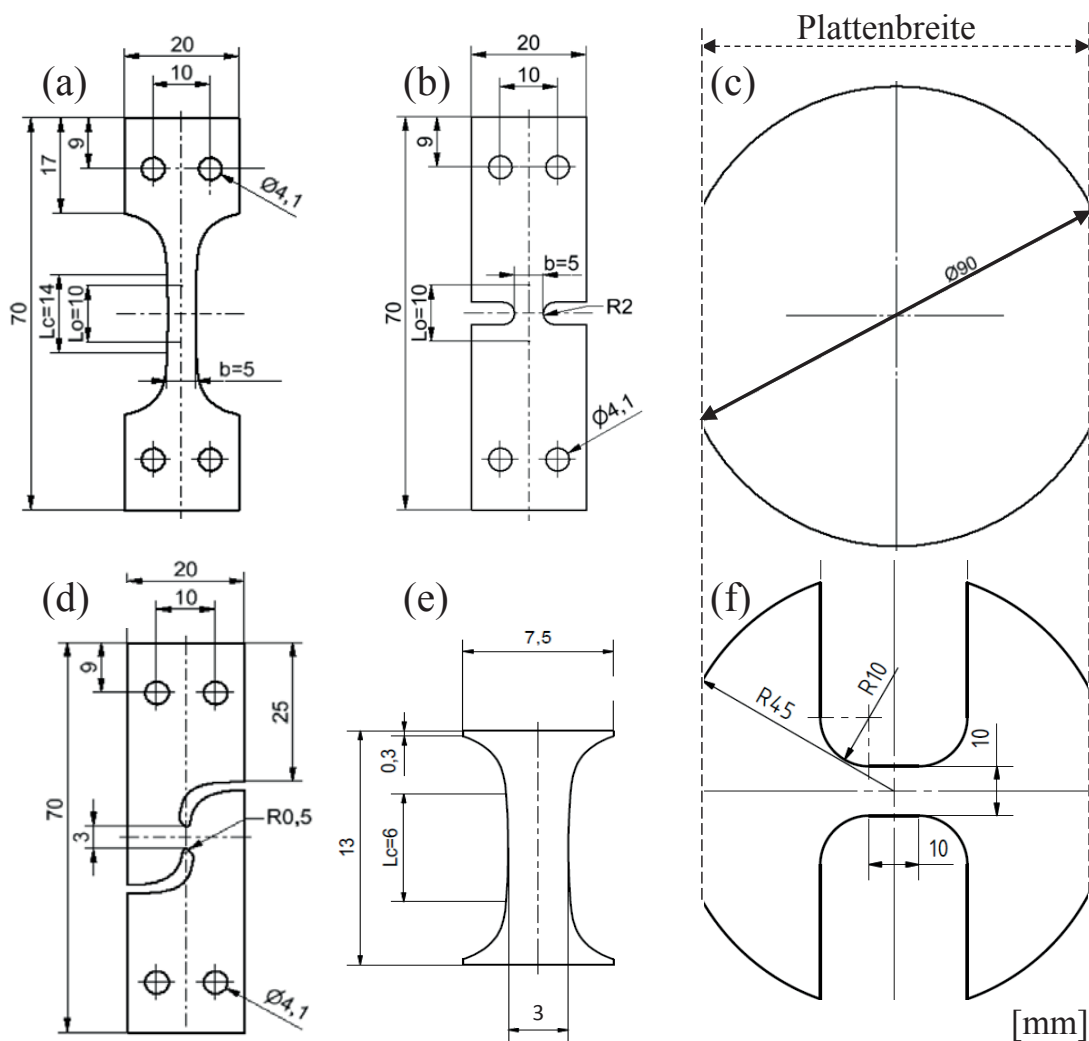 Plattenbreite
(a)
20
10
9
17
70
Lc=14
Lo=10
b=5
Ø4,1
(b)
20
10
9
70
Lo=10
b=5
R2
Ø4,1
(c)
Ø90
(d)
20
10
9
25
70
3
R0,5
Ø4,1
(e)
7,5
0,3
13
Lc=6
3
(f)
R45
R10
10
10
[mm]